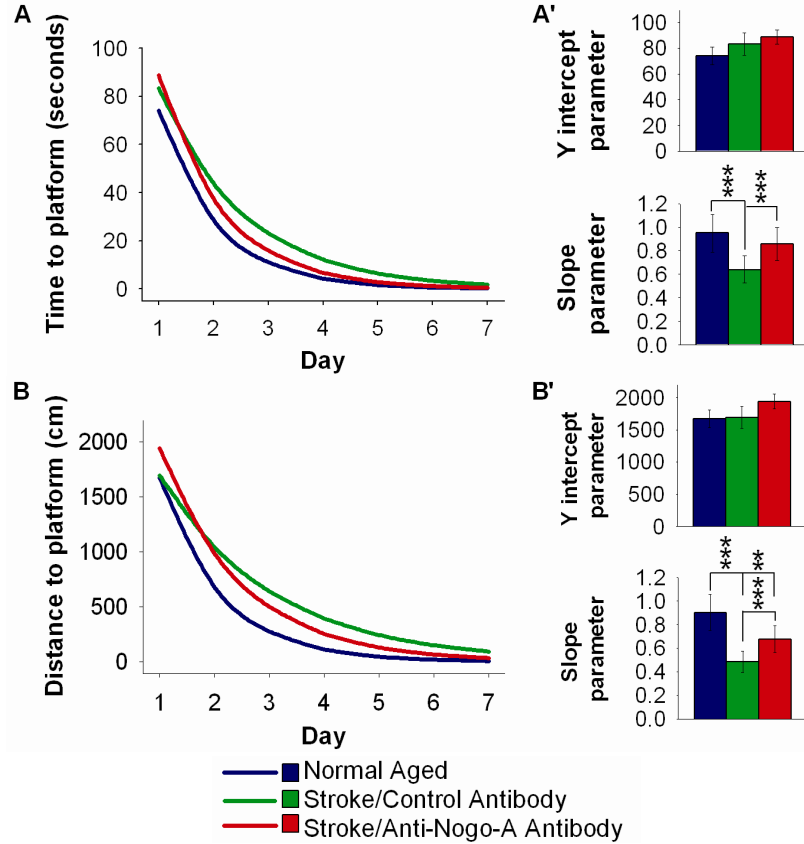 A
Time to platform (seconds)
100
80
60
40
20
0
1 2 3 4 5 6 7
Day
A'
Y intercept
parameter
100
80
60
40
20
0
Slope
parameter
1.2
1.0
0.8
0.6
0.4
0.2
0.0
*** ***
B
Distance to platform (cm)
2000
1500
1000
500
0
1 2 3 4 5 6 7
Day
B'
Y intercept
parameter
2000
1500
1000
500
0
Slope
parameter
1.2
1.0
0.8
0.6
0.4
0.2
0.0
*** **
***
Normal Aged
Stroke/Control Antibody
Stroke/Anti-Nogo-A Antibody